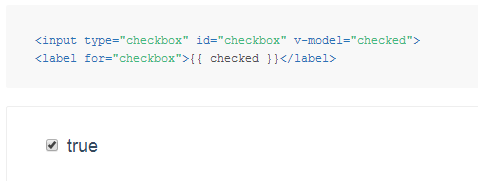 <input type="checkbox" id="checkbox" v-model="checked">
<label for="checkbox">{{ checked }}</label>
true